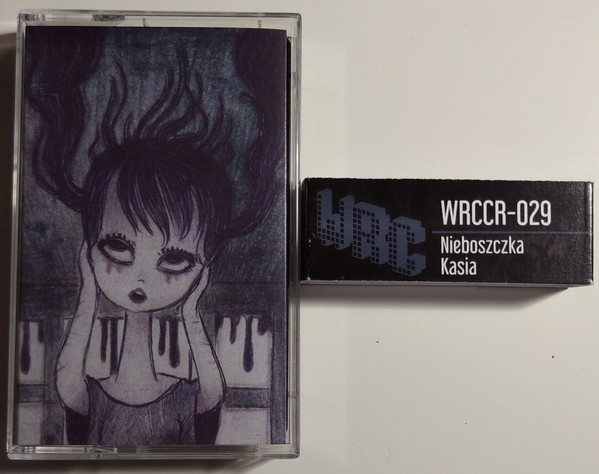 WRC
WRCCR-029
Nieboszczka
Kasia